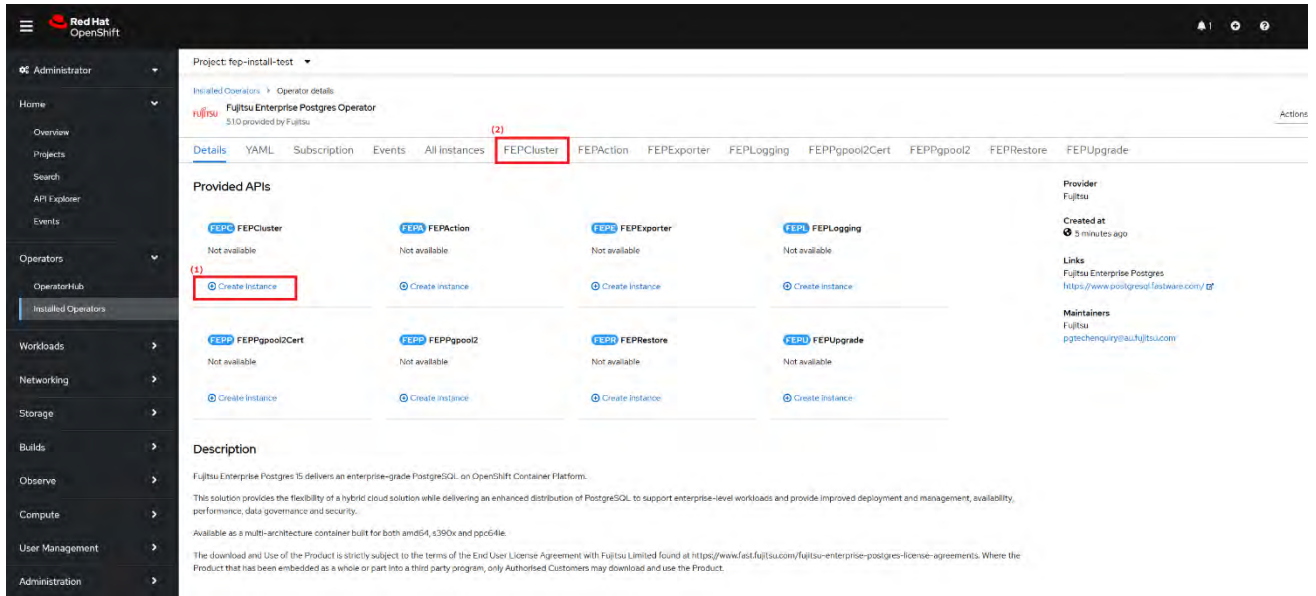 Red Hat
OpenShift
1
Administrator
Project: fep-install-test
Installed Operators > Operator details
FUJITSU
Fujitsu Enterprise Postgres Operator
5.1.0 provided by Fujitsu
Actions
Home
Overview
Projects
Search
API Explorer
Events
(2)
Details YAML Subscription Events All instances FEPCluster FEPAction FEPExporter FEPLogging FEPPgpool2Cert FEPPgpool2 FEPRestore FEPUpgrade
Provided APIs
FEPC FEPCluster
Not available
(1)
Create instance
FEPA FEPAction
Not available
Create instance
FEPE FEPExporter
Not available
Create instance
FEPL FEPLogging
Not available
Create instance
FEPP FEPPgpool2Cert
Not available
Create instance
FEPP FEPPgpool2
Not available
Create instance
FEPR FEPRestore
Not available
Create instance
FEPU FEPUpgrade
Not available
Create instance
Provider
Fujitsu
Created at
5 minutes ago
Links
Fujitsu Enterprise Postgres
https://www.postgresql.fastware.com/
Maintainers
Fujitsu
pgtechenquiry@au.fujitsu.com
Operators
OperatorHub
Installed Operators
Workloads
Networking
Storage
Builds
Observe
Compute
User Management
Administration
Description
Fujitsu Enterprise Postgres 15 delivers an enterprise-grade PostgreSQL on OpenShift Container Platform.
This solution provides the flexibility of a hybrid cloud solution while delivering an enhanced distribution of PostgreSQL to support enterprise-level workloads and provide improved deployment and management, availability,
performance, data governance and security.
Available as a multi-architecture container built for both amd64, s390x and ppc64le.
The download and Use of the Product is strictly subject to the terms of the End User License Agreement with Fujitsu Limited found at https://www.fast.fujitsu.com/fujitsu-enterprise-postgres-license-agreements. Where the
Product that has been embedded as a whole or part into a third party program, only Authorised Customers may download and use the Product.